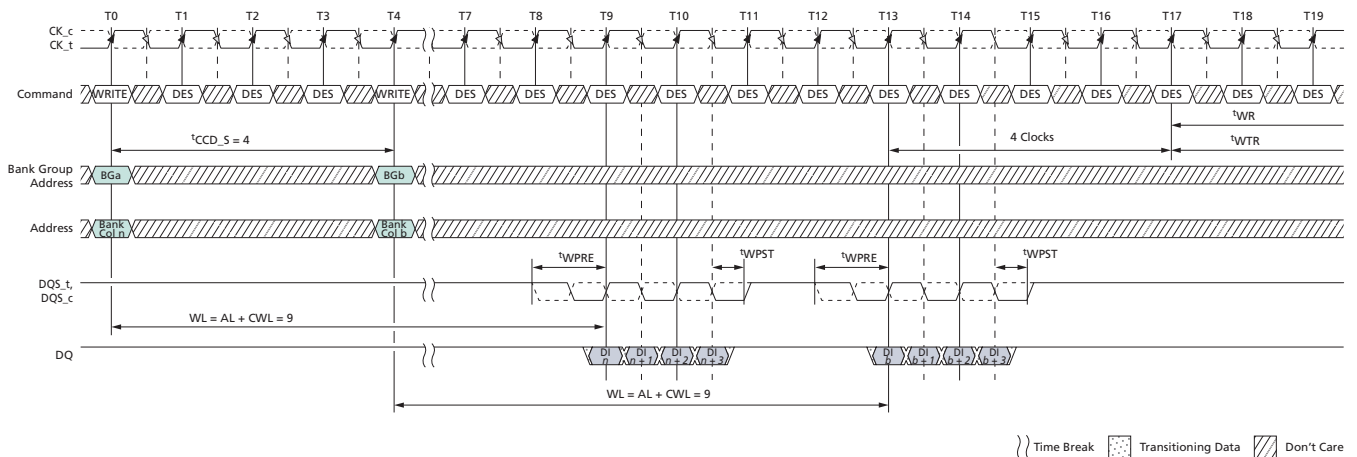 T0 T1 T2 T3 T4 T7 T8 T9 T10 T11 T12 T13 T14 T15 T16 T17 T18 T19
CK_c
CK_t
Command WRITE DES DES DES WRITE DES DES DES DES DES DES DES DES DES DES DES DES DES
tWR
tCCD_S = 4 4 Clocks tWTR
Bank Group
Address BGa BGb
Address Bank
Col n Bank
Col b
tWPRE tWPST tWPRE tWPST
DQS_t,
DQS_c
WL = AL + CWL = 9
DQ DI
n DI
n + 1 DI
n + 2 DI
n + 3 DI
b DI
b + 1 DI
b + 2 DI
b + 3
WL = AL + CWL = 9
Time Break Transitioning Data Don't Care